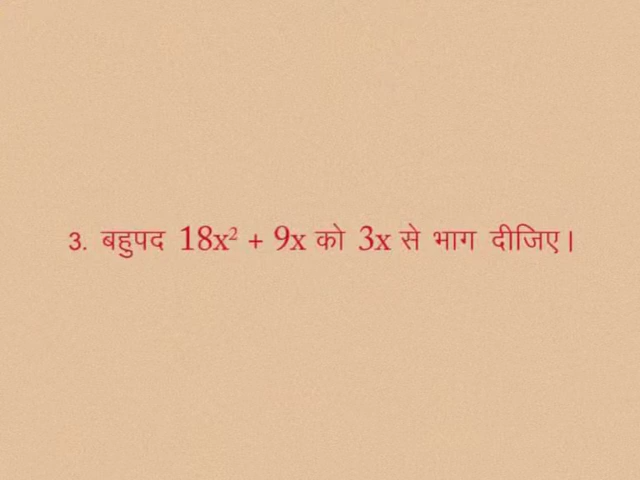 3. बहुपद 18x² + 9x को 3x से भाग दीजिए।